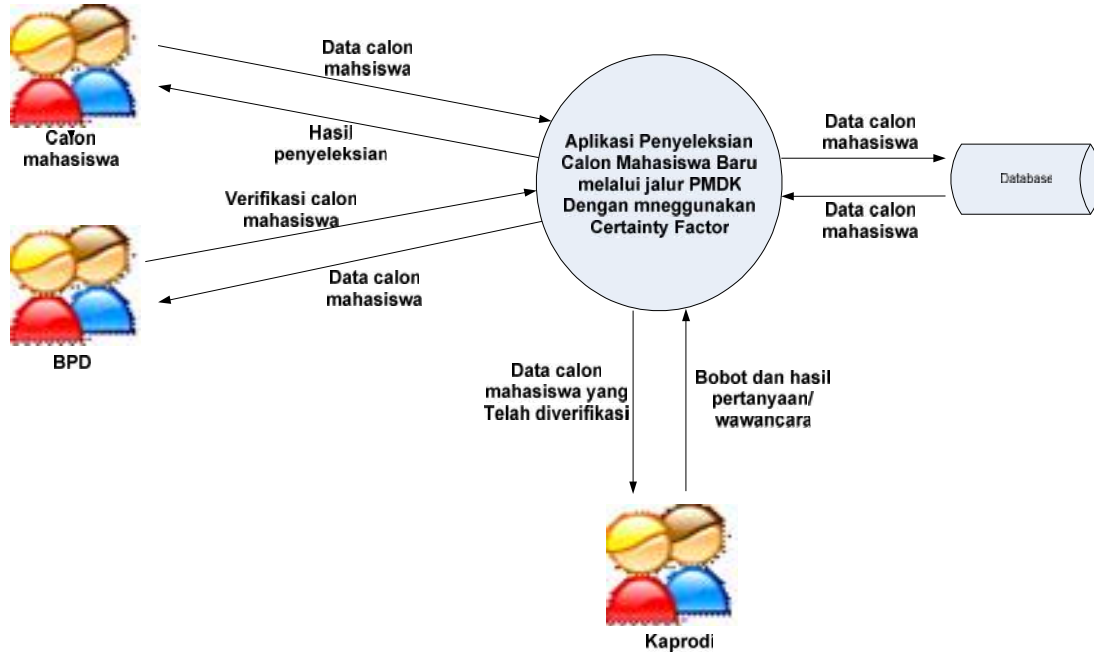 Data calon
mahsiswa
Calon
mahasiswa
Hasil
penyeleksian
Verifikasi calon
mahasiswa
Data calon
mahasiswa
BPD
Aplikasi Penyeleksian
Calon Mahasiswa Baru
melalui jalur PMDK
Dengan mneggunakan
Certainty Factor
Data calon
mahasiswa
Data calon
mahasiswa
Database
Data calon
mahasiswa yang
Telah diverifikasi
Bobot dan hasil
pertanyaan/
wawancara
Kaprodi